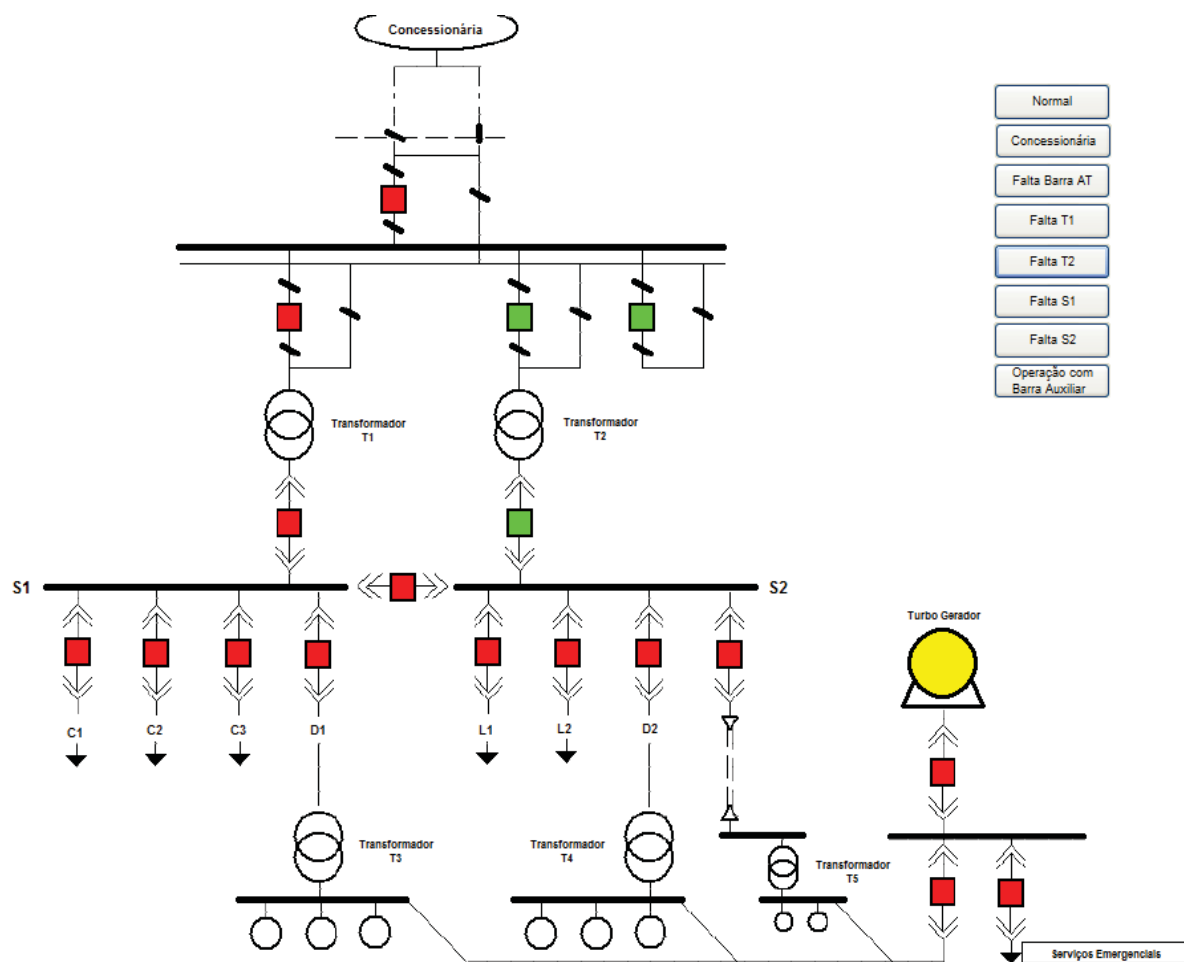 Concessionária
Normal
Concessionária
Falta Barra AT
Falta T1
Falta T2
Falta S1
Falta S2
Operação com
Barra Auxiliar
Transformador
T1
Transformador
T2
S1
S2
Turbo Gerador
C1
C2
C3
D1
L1
L2
D2
Transformador
T3
Transformador
T4
Transformador
T5
Serviços Emergenciais